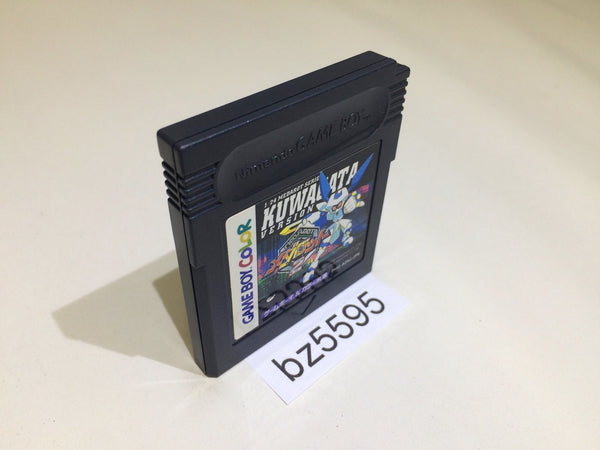 Nintendo GAME BOY
1/24 MEDAROT SERIES
KUWAGATA
VERSION
GAME BOY COLOR
bz5595